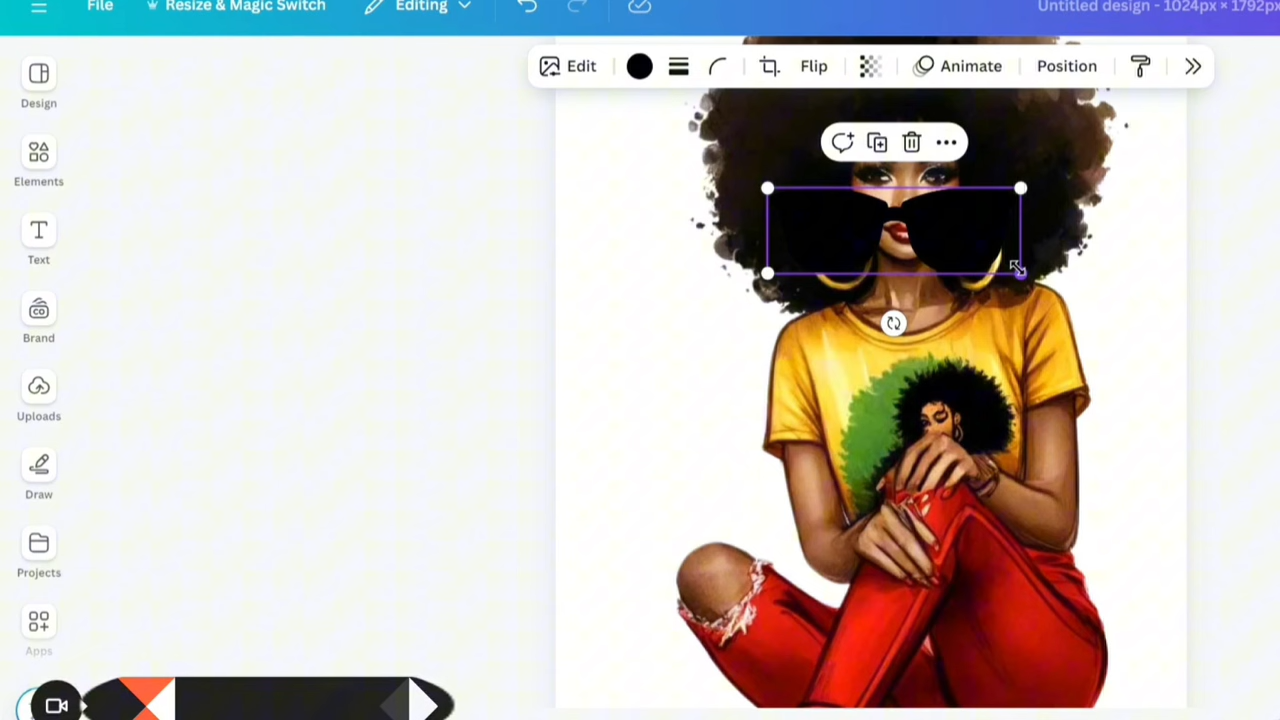 File Resize & Magic Switch Editing Untitled design - 1024px × 1792px
Edit Flip Animate Position
Design
Elements
Text
CO
Brand
Uploads
Draw
Projects
Apps